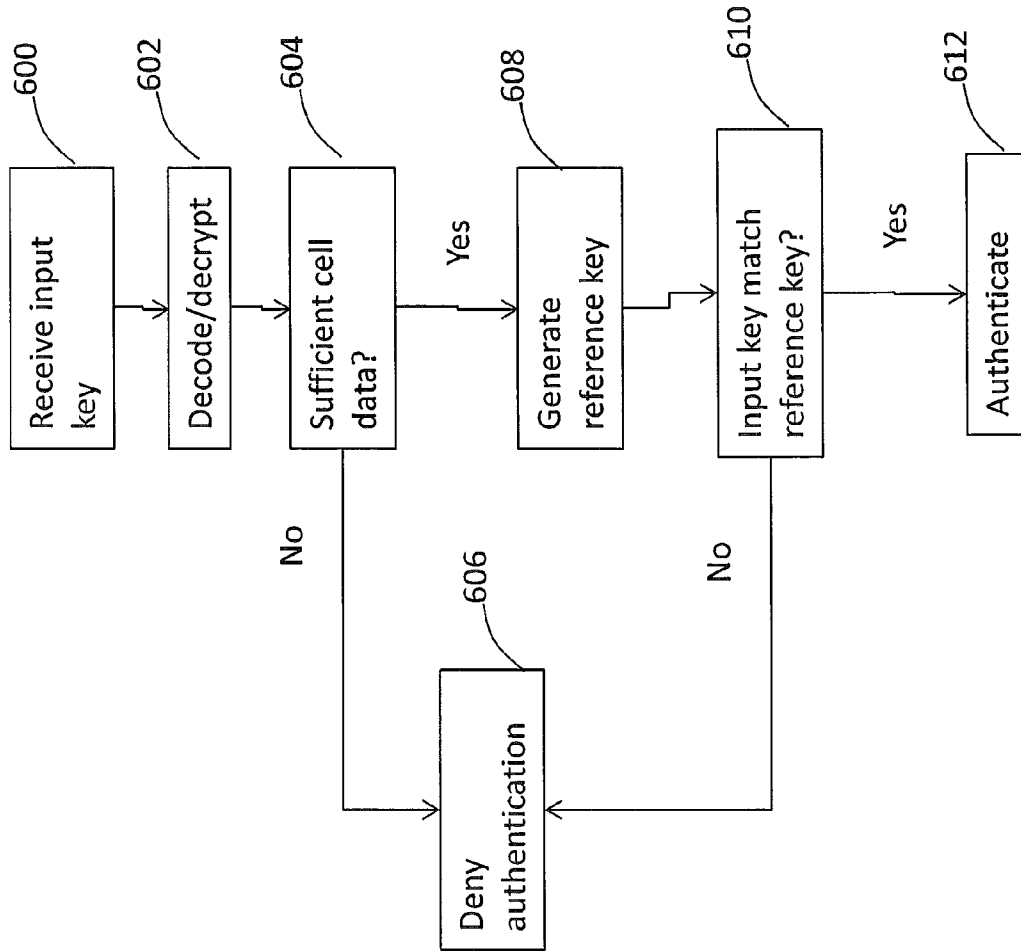 600
Receive input
key
602
Decode/decrypt
604
Sufficient cell
data?
No
Yes
606
Deny
authentication
608
Generate
reference key
610
Input key match
reference key?
No
Yes
612
Authenticate